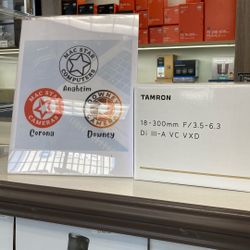 MAC STAR
COMPUTERS
Anaheim
MAC STAR
CAMERAS
Corona
DOWNEY
CAMERA
Downey
TAMRON
18-300mm F/3.5-6.3
Di III-A VC VXD